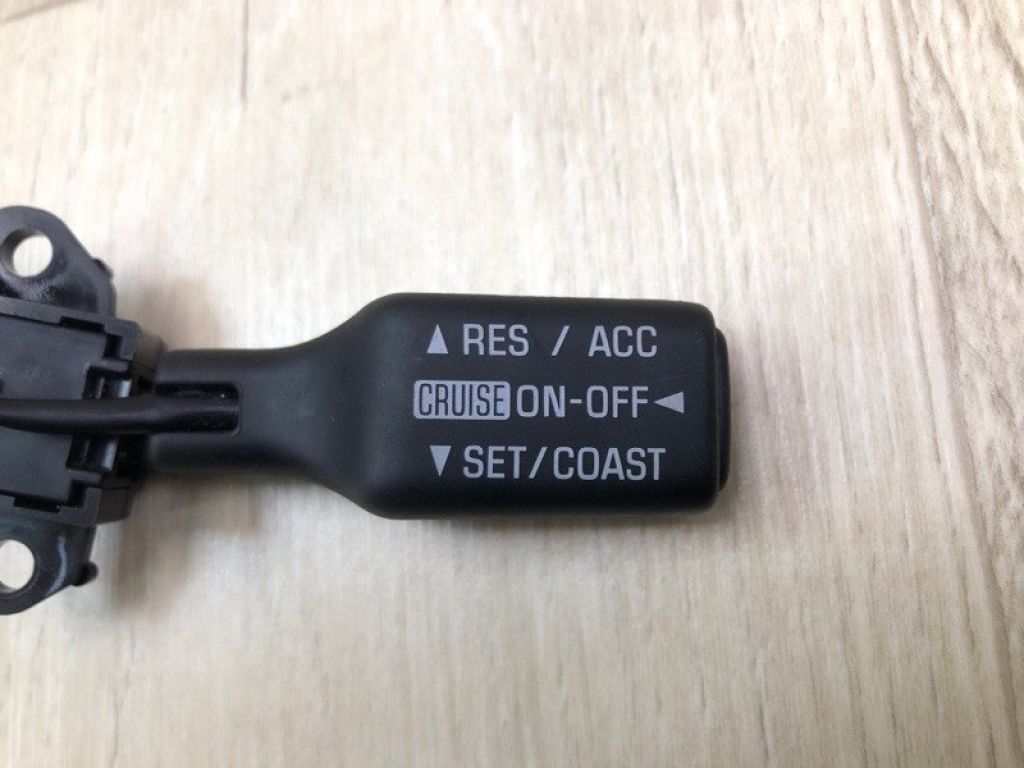 ▲ RES / ACC
CRUISE ON-OFF ◀
▼ SET/COAST